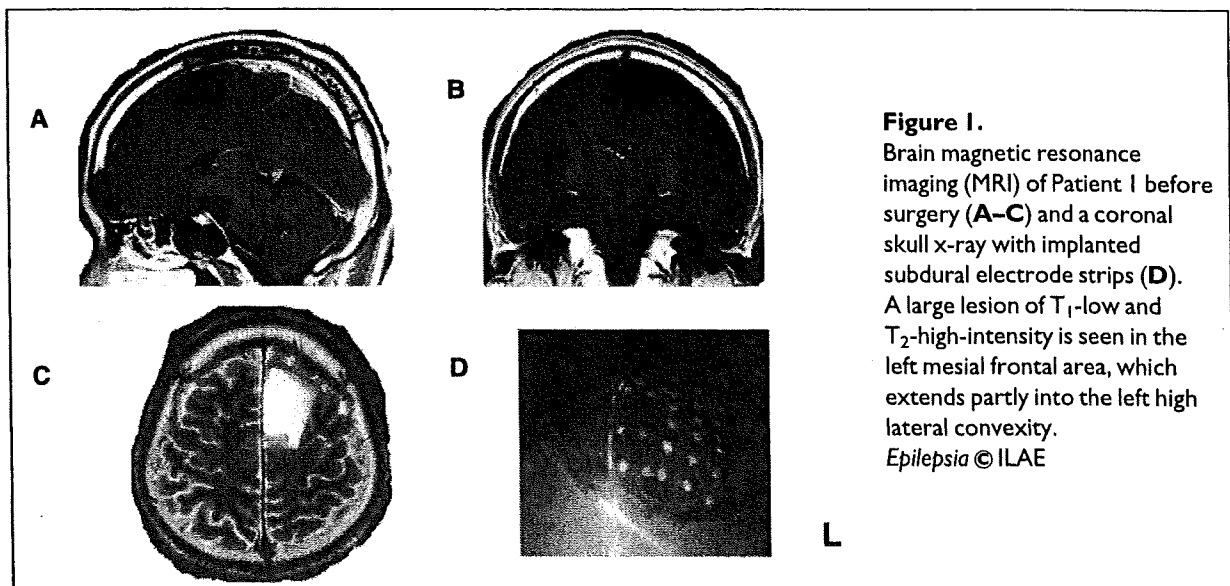 A
B
C
D
L
Figure 1.
Brain magnetic resonance
imaging (MRI) of Patient 1 before
surgery (A–C) and a coronal
skull x-ray with implanted
subdural electrode strips (D).
A large lesion of T1-low and
T2-high-intensity is seen in the
left mesial frontal area, which
extends partly into the left high
lateral convexity.
Epilepsia © ILAE